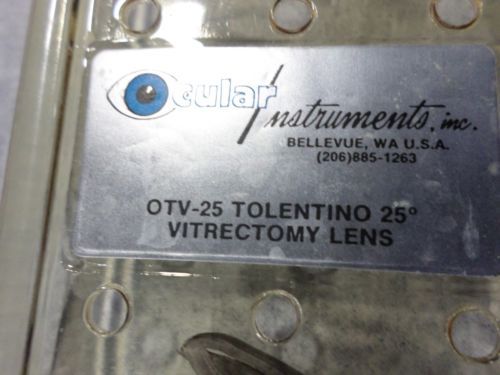 Ocular Instruments, inc.
BELLEVUE, WA U.S.A.
(206)885-1263
OTV-25 TOLENTINO 25°
VITRECTOMY LENS